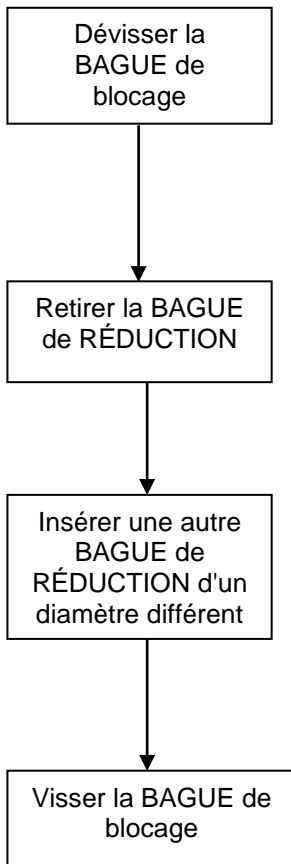 Dévisser la
BAGUE de
blocage
Retirer la BAGUE
de RÉDUCTION
Insérer une autre
BAGUE de
RÉDUCTION d'un
diamètre différent
Visser la BAGUE de
blocage